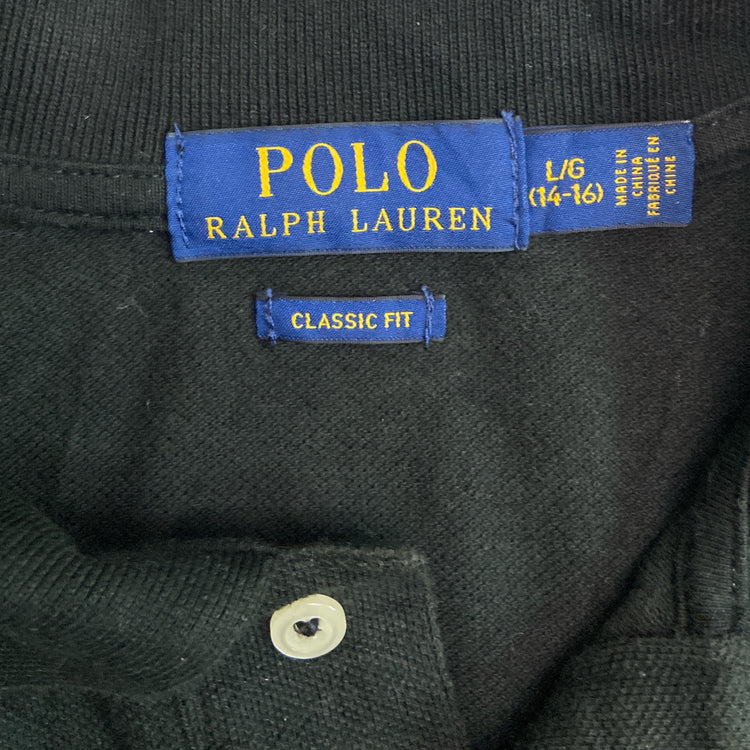 POLO
RALPH LAUREN
L/G
(14-16)
MADE IN
CHINA
FABRIQUÉ EN
CHINE
CLASSIC FIT